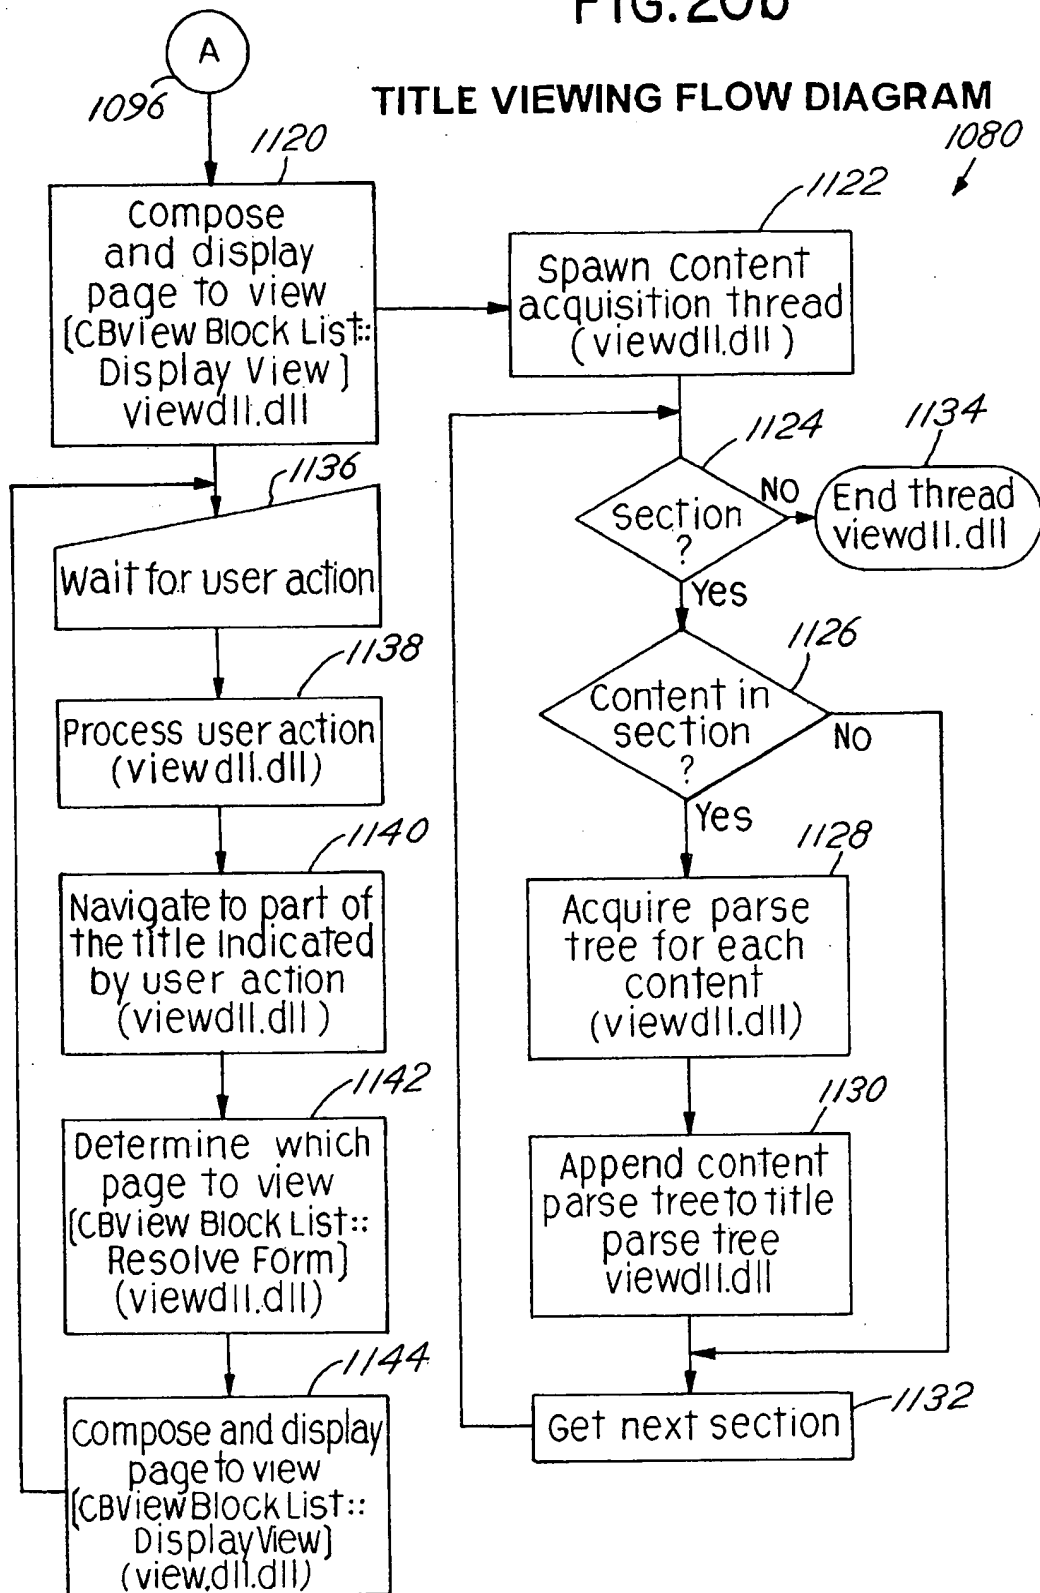 FIG. 20b
TITLE VIEWING FLOW DIAGRAM
1080
A
1096
1120
Compose
and display
page to view
[CBview Block List::
Display View]
viewdll.dll
1136
Wait for user action
1138
Process user action
(viewdll.dll)
1140
Navigate to part of
the title Indicated
by user action
(viewdll.dll)
1142
Determine which
page to view
[CBView Block List::
Resolve Form]
(viewdll.dll)
1144
Compose and display
page to view
[CBViewBlock List::
DisplayView]
(view.dll.dll)
1122
Spawn Content
acquisition thread
(viewdll.dll)
1124
Section
?
NO
1134
End thread
viewdll.dll
Yes
1126
Content in
section
?
NO
Yes
1128
Acquire parse
tree for each
content
(viewdll.dll)
1130
Append content
parse tree to title
parse tree
viewdll.dll
1132
Get next section